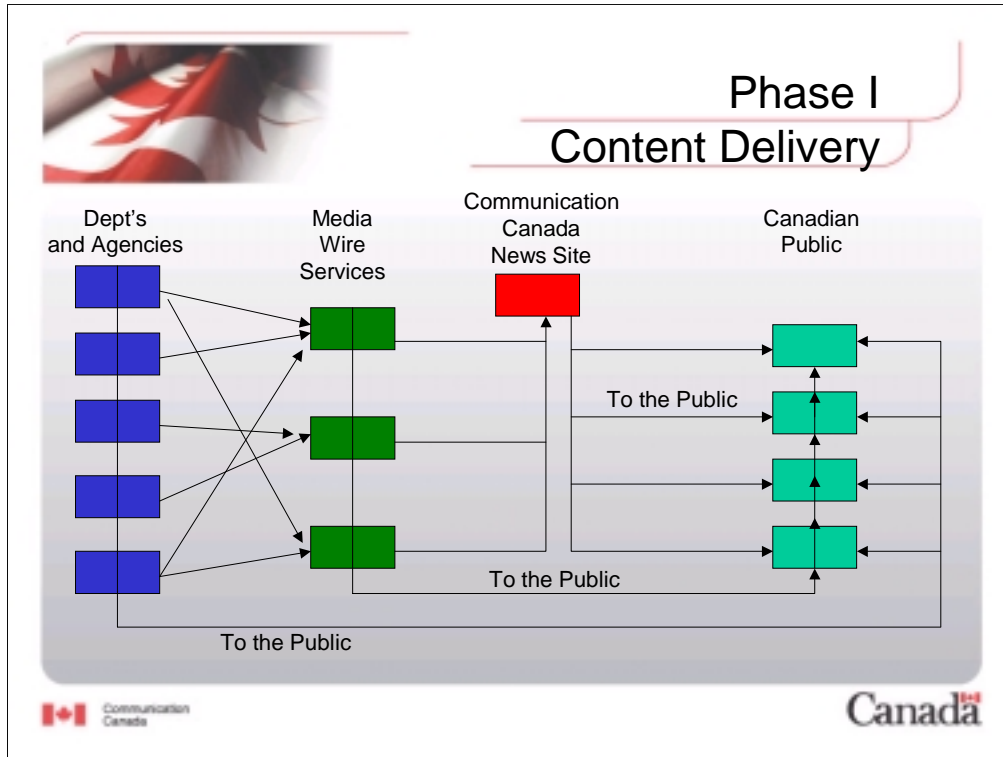 Phase I
Content Delivery
Dept's
and Agencies
Media
Wire
Services
Communication
Canada
News Site
Canadian
Public
To the Public
To the Public
To the Public
Communication
Canada
Canada